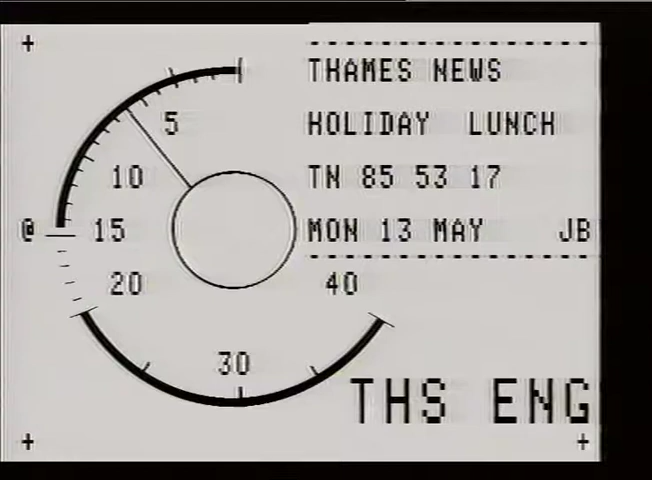 +
THAMES NEWS
5
HOLIDAY LUNCH
10
TN 85 53 17
@ 15
MON 13 MAY JB
20
40
30
THS ENG
+ +